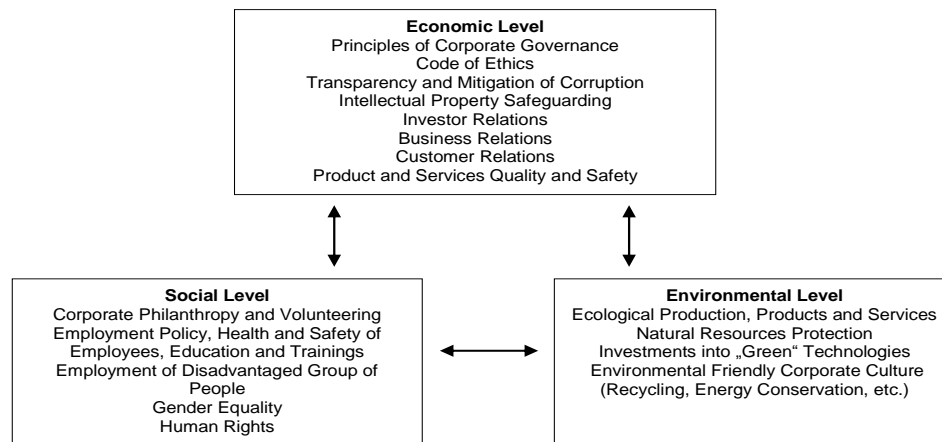 Economic Level
Principles of Corporate Governance
Code of Ethics
Transparency and Mitigation of Corruption
Intellectual Property Safeguarding
Investor Relations
Business Relations
Customer Relations
Product and Services Quality and Safety
Social Level
Corporate Philanthropy and Volunteering
Employment Policy, Health and Safety of
Employees, Education and Trainings
Employment of Disadvantaged Group of
People
Gender Equality
Human Rights
Environmental Level
Ecological Production, Products and Services
Natural Resources Protection
Investments into „Green“ Technologies
Environmental Friendly Corporate Culture
(Recycling, Energy Conservation, etc.)